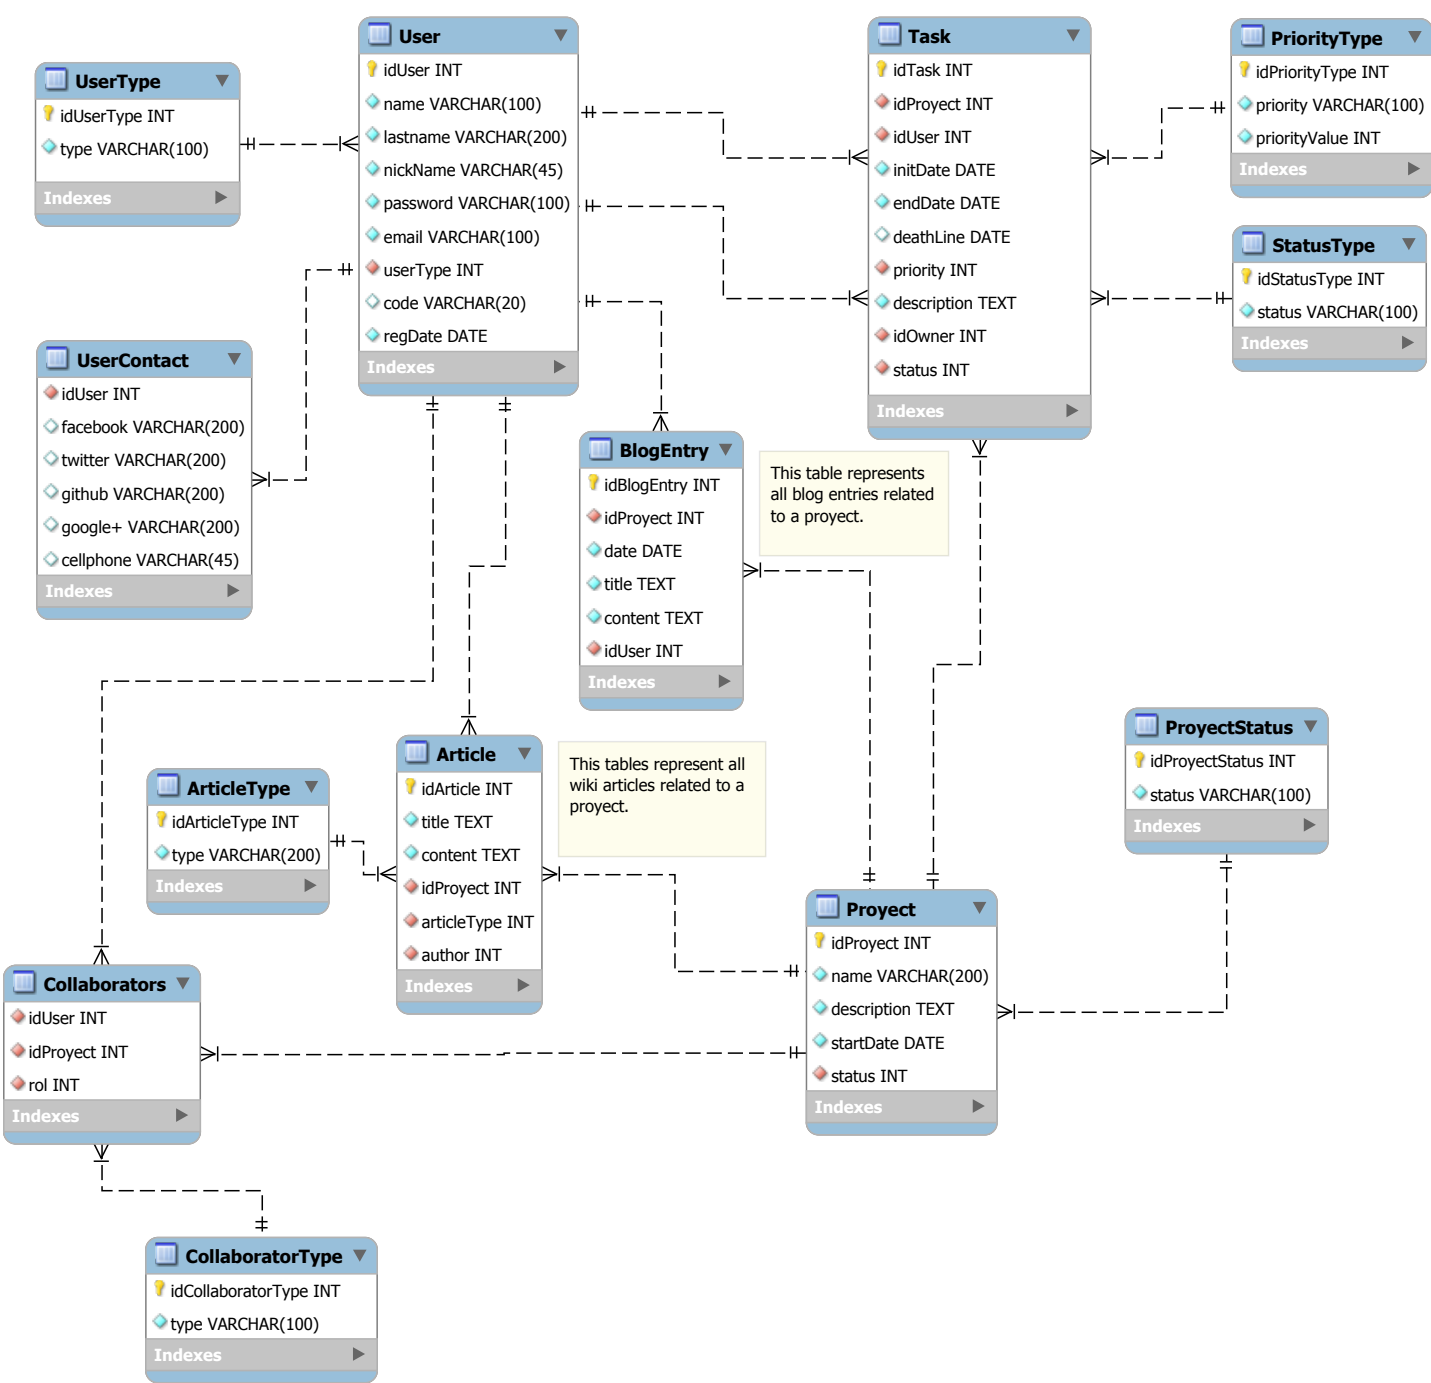 UserType
idUserType INT
type VARCHAR(100)
Indexes
User
idUser INT
name VARCHAR(100)
lastname VARCHAR(200)
nickName VARCHAR(45)
password VARCHAR(100)
email VARCHAR(100)
userType INT
code VARCHAR(20)
regDate DATE
Indexes
Task
idTask INT
idProyect INT
idUser INT
initDate DATE
endDate DATE
deathLine DATE
priority INT
description TEXT
idOwner INT
status INT
Indexes
PriorityType
idPriorityType INT
priority VARCHAR(100)
priorityValue INT
Indexes
StatusType
idStatusType INT
status VARCHAR(100)
Indexes
UserContact
idUser INT
facebook VARCHAR(200)
twitter VARCHAR(200)
github VARCHAR(200)
google+ VARCHAR(200)
cellphone VARCHAR(45)
Indexes
BlogEntry
idBlogEntry INT
idProyect INT
date DATE
title TEXT
content TEXT
idUser INT
Indexes
This table represents
all blog entries related
to a proyect.
Article
idArticle INT
title TEXT
content TEXT
idProyect INT
articleType INT
author INT
Indexes
This tables represent all
wiki articles related to a
proyect.
ArticleType
idArticleType INT
type VARCHAR(200)
Indexes
ProyectStatus
idProyectStatus INT
status VARCHAR(100)
Indexes
Proyect
idProyect INT
name VARCHAR(200)
description TEXT
startDate DATE
status INT
Indexes
Collaborators
idUser INT
idProyect INT
rol INT
Indexes
CollaboratorType
idCollaboratorType INT
type VARCHAR(100)
Indexes